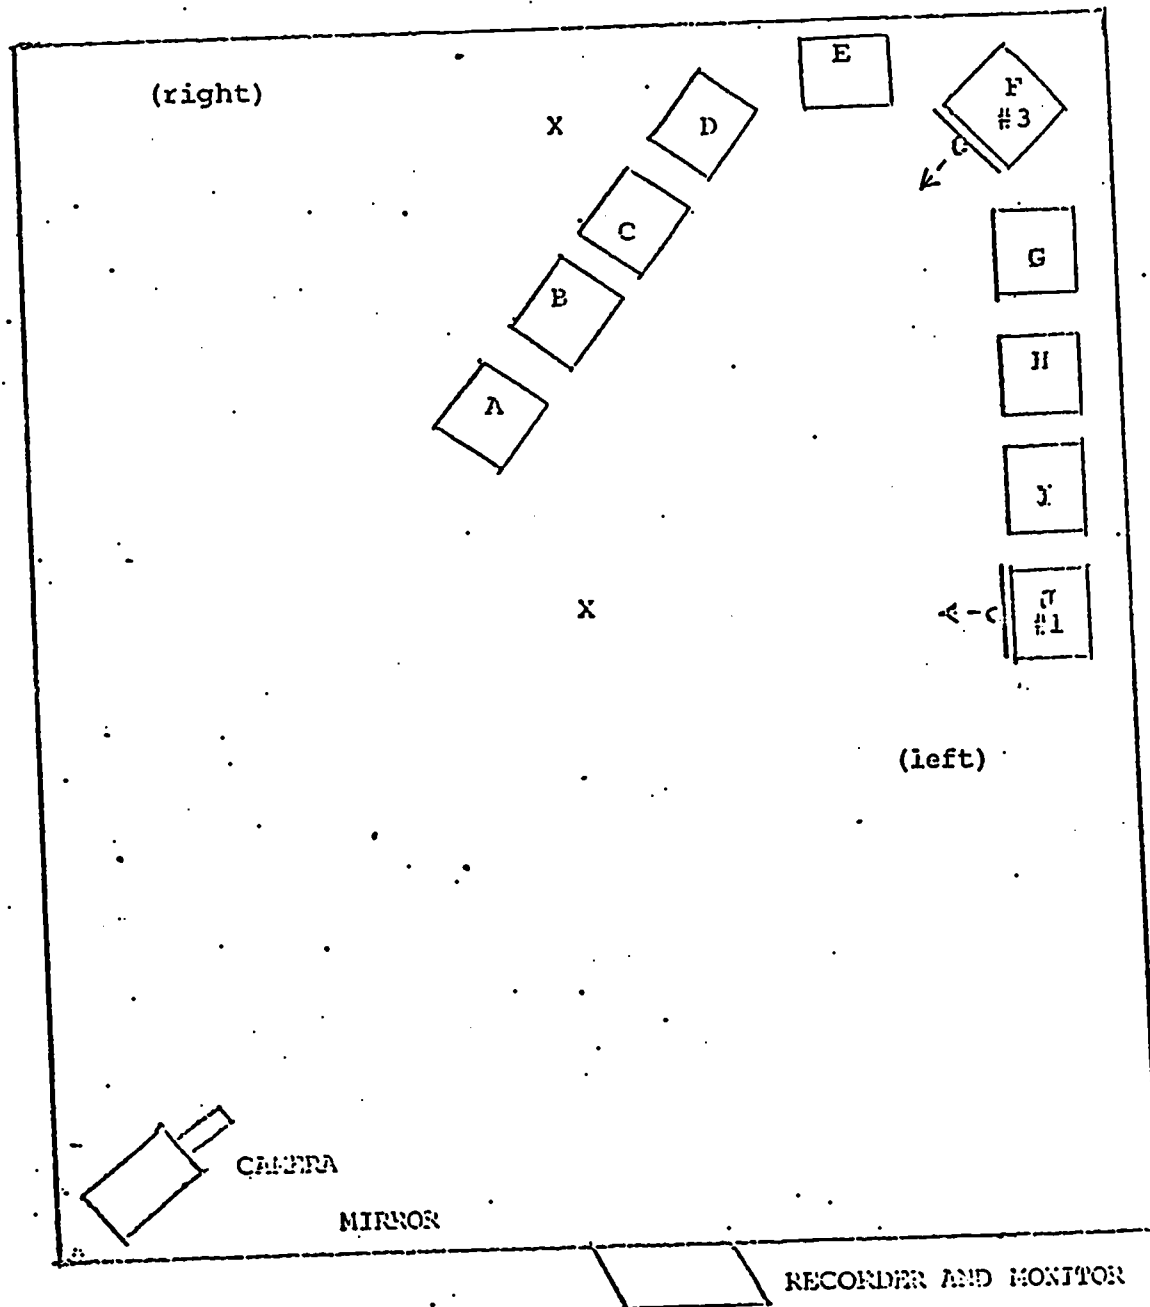 E
(right)
F
#3
X
D
C
G
B
H
A
I
X
J
#1
(left)
CAMERA
MIRROR
RECORDER AND MONITOR